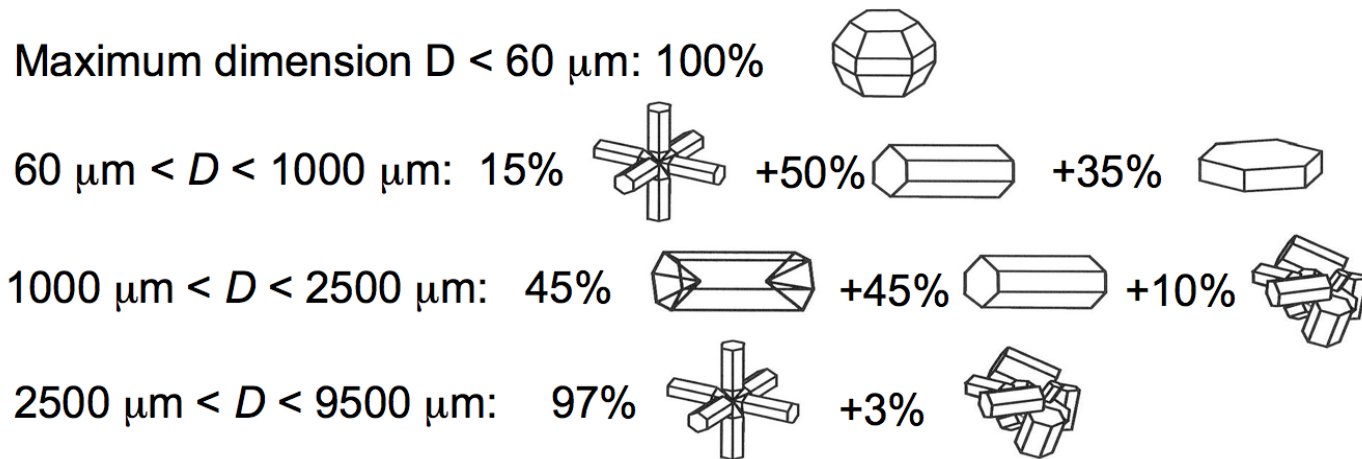 Maximum dimension D < 60 μm: 100%
60 μm < D < 1000 μm: 15% +50% +35%
1000 μm < D < 2500 μm: 45% +45% +10%
2500 μm < D < 9500 μm: 97% +3%